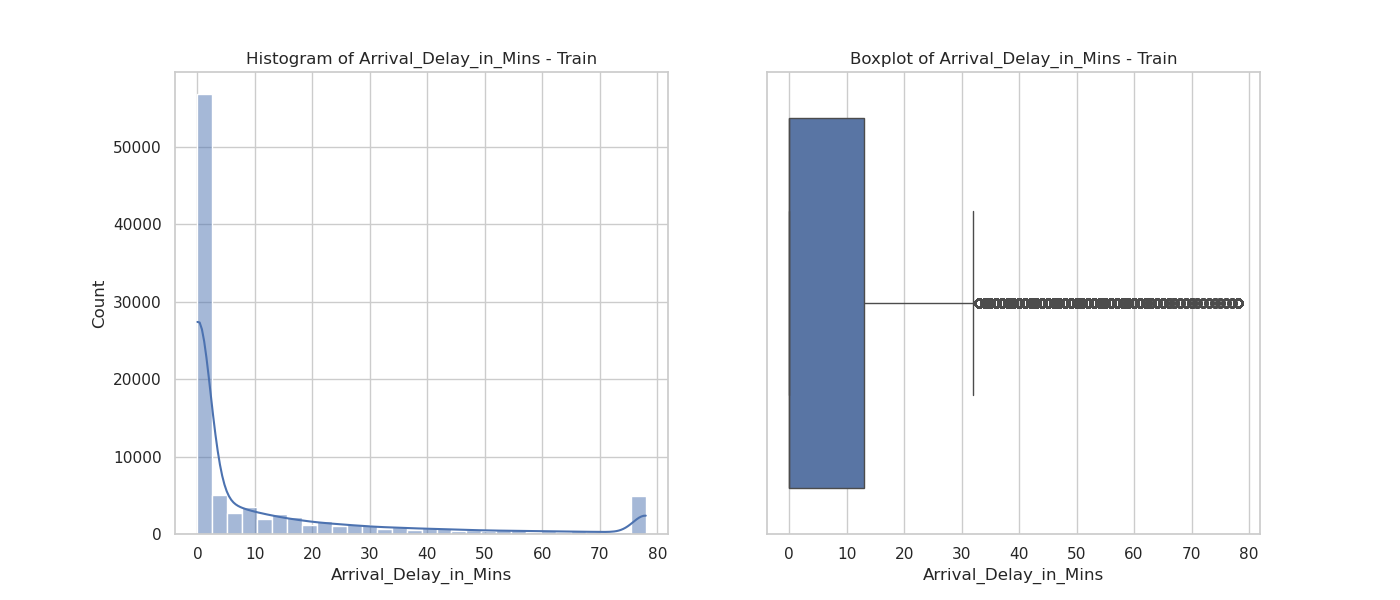 Histogram of Arrival_Delay_in_Mins - Train
Count
50000
40000
30000
20000
10000
0
0 10 20 30 40 50 60 70 80
Arrival_Delay_in_Mins
Boxplot of Arrival_Delay_in_Mins - Train
0 10 20 30 40 50 60 70 80
Arrival_Delay_in_Mins